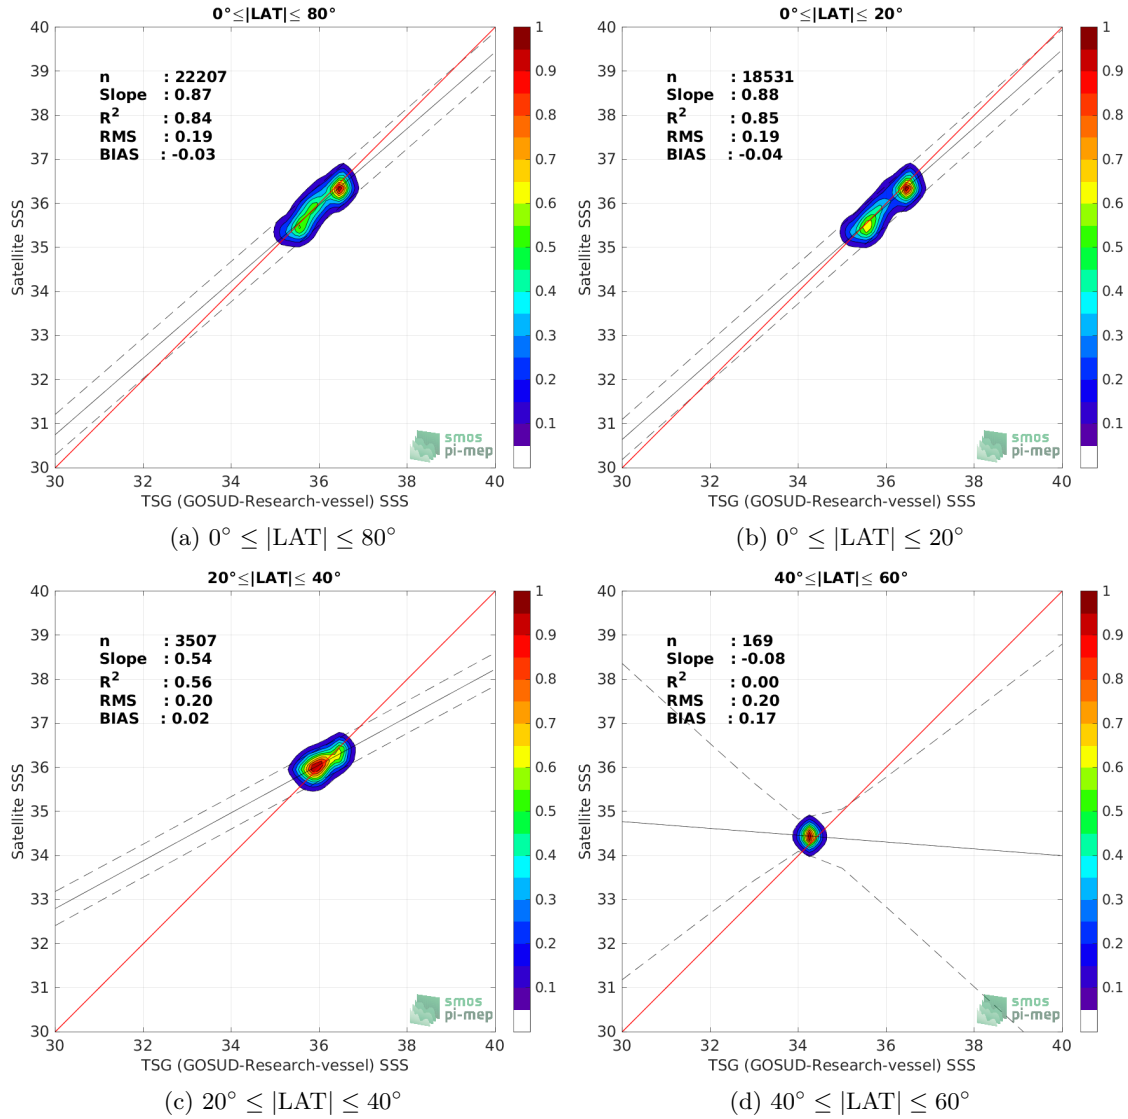 0°≤|LAT|≤ 80°
40
39
38
37
36
35
34
33
32
31
30
Satellite SSS
n : 22207
Slope : 0.87
R² : 0.84
RMS : 0.19
BIAS : -0.03
smos
pi-mep
30 32 34 36 38 40
TSG (GOSUD-Research-vessel) SSS
1
0.9
0.8
0.7
0.6
0.5
0.4
0.3
0.2
0.1
(a) 0° ≤ |LAT| ≤ 80°
0°≤|LAT|≤ 20°
40
39
38
37
36
35
34
33
32
31
30
Satellite SSS
n : 18531
Slope : 0.88
R² : 0.85
RMS : 0.19
BIAS : -0.04
smos
pi-mep
30 32 34 36 38 40
TSG (GOSUD-Research-vessel) SSS
1
0.9
0.8
0.7
0.6
0.5
0.4
0.3
0.2
0.1
(b) 0° ≤ |LAT| ≤ 20°
20°≤|LAT|≤ 40°
40
39
38
37
36
35
34
33
32
31
30
Satellite SSS
n : 3507
Slope : 0.54
R² : 0.56
RMS : 0.20
BIAS : 0.02
smos
pi-mep
30 32 34 36 38 40
TSG (GOSUD-Research-vessel) SSS
1
0.9
0.8
0.7
0.6
0.5
0.4
0.3
0.2
0.1
(c) 20° ≤ |LAT| ≤ 40°
40°≤|LAT|≤ 60°
40
39
38
37
36
35
34
33
32
31
30
Satellite SSS
n : 169
Slope : -0.08
R² : 0.00
RMS : 0.20
BIAS : 0.17
smos
pi-mep
30 32 34 36 38 40
TSG (GOSUD-Research-vessel) SSS
1
0.9
0.8
0.7
0.6
0.5
0.4
0.3
0.2
0.1
(d) 40° ≤ |LAT| ≤ 60°